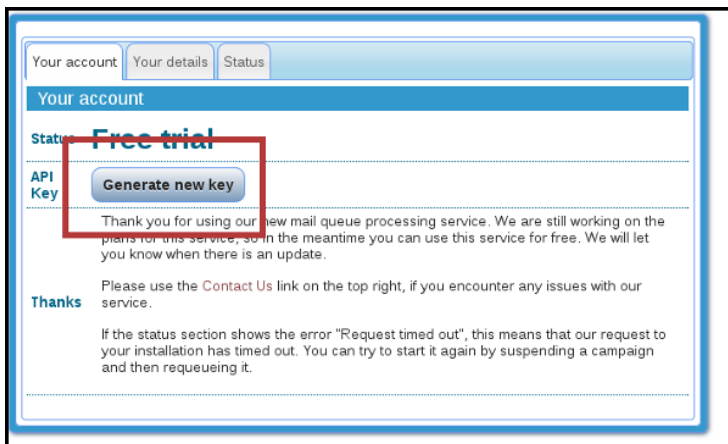 Your account Your details Status
Your account
Status Free trial
API
Key
Generate new key
Thank you for using our new mail queue processing service. We are still working on the
plans for this service, so in the meantime you can use this service for free. We will let
you know when there is an update.
Please use the Contact Us link on the top right, if you encounter any issues with our
Thanks service.
If the status section shows the error "Request timed out", this means that our request to
your installation has timed out. You can try to start it again by suspending a campaign
and then requeueing it.